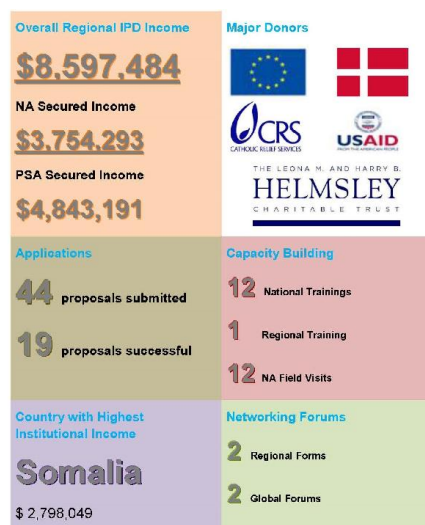 Overall Regional IPD Income
$8,597,484
NA Secured Income
$3,754,293
PSA Secured Income
$4,843,191
Major Donors
CRS
CATHOLIC RELIEF SERVICES
USAID
FROM THE AMERICAN PEOPLE
THE LEONA M. AND HARRY B.
HELMSLEY
CHARITABLE TRUST
Applications
44 proposals submitted
19 proposals successful
Capacity Building
12 National Trainings
1 Regional Training
12 NA Field Visits
Country with Highest
Institutional Income
Somalia
$ 2,798,049
Networking Forums
2 Regional Forms
2 Global Forums